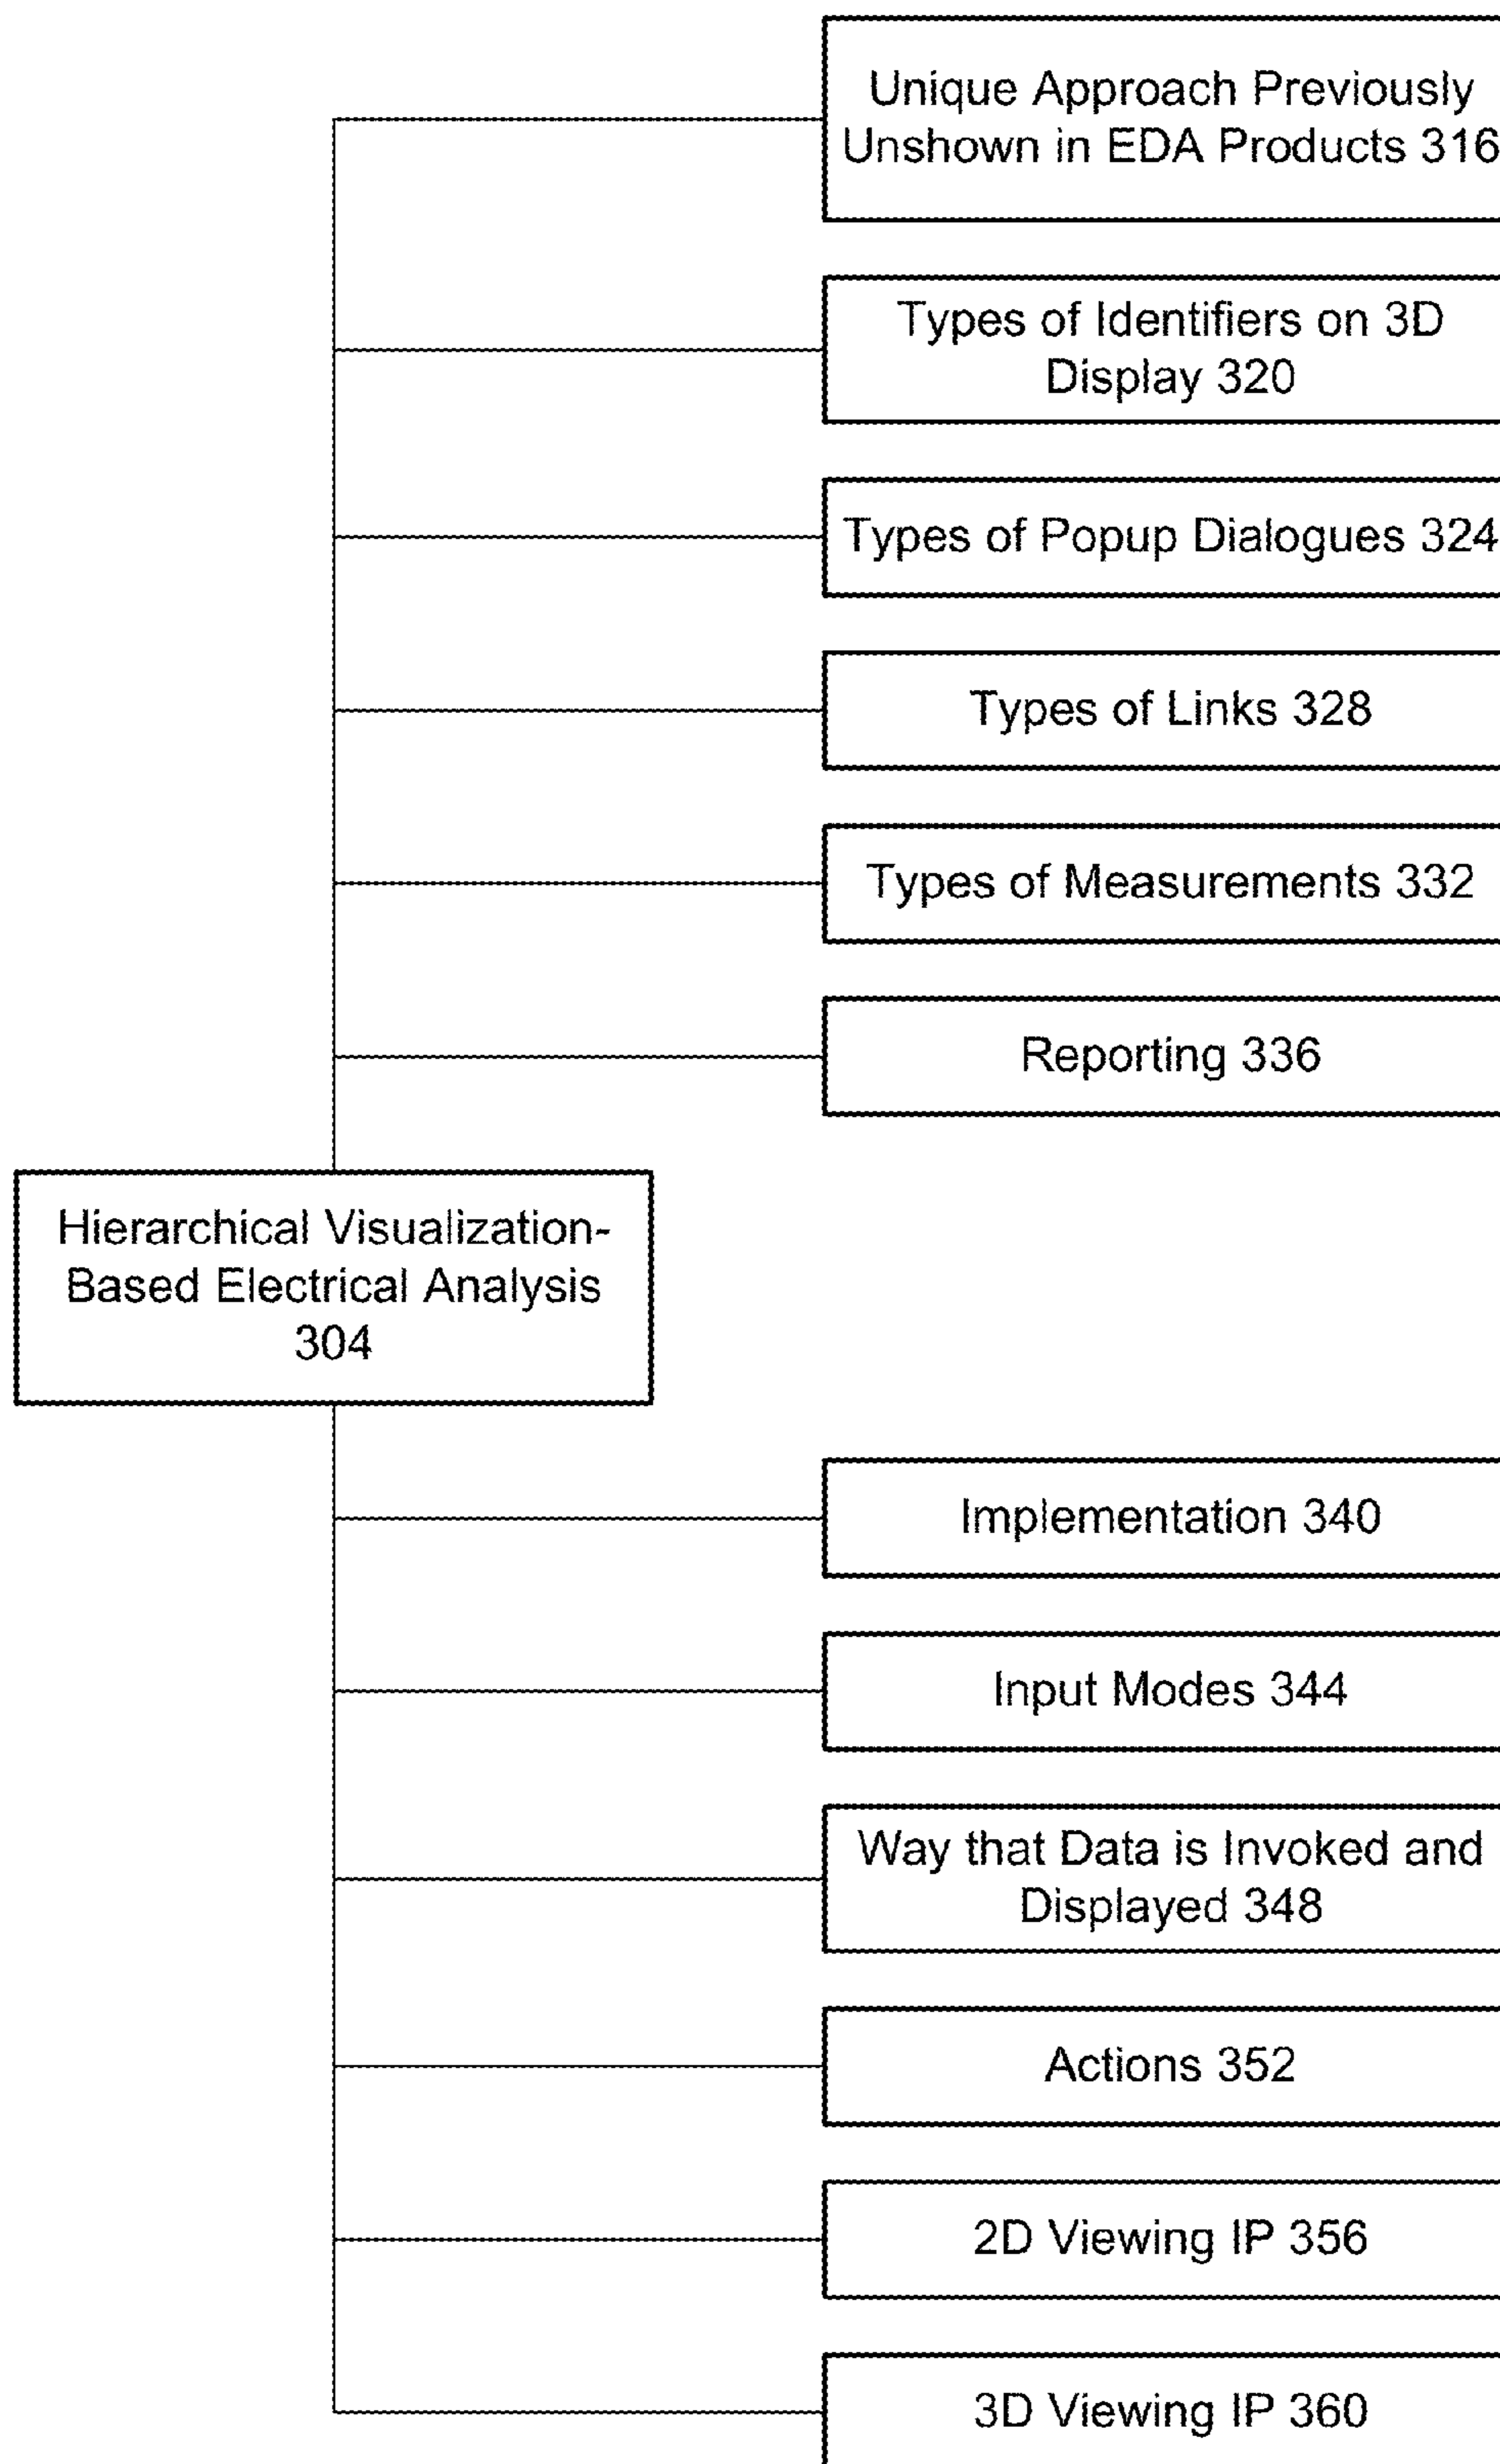 Unique Approach Previously
Unshown in EDA Products 316
Types of Identifiers on 3D
Display 320
Types of Popup Dialogues 324
Types of Links 328
Types of Measurements 332
Reporting 336
Hierarchical Visualization-
Based Electrical Analysis
304
Implementation 340
Input Modes 344
Way that Data is Invoked and
Displayed 348
Actions 352
2D Viewing IP 356
3D Viewing IP 360